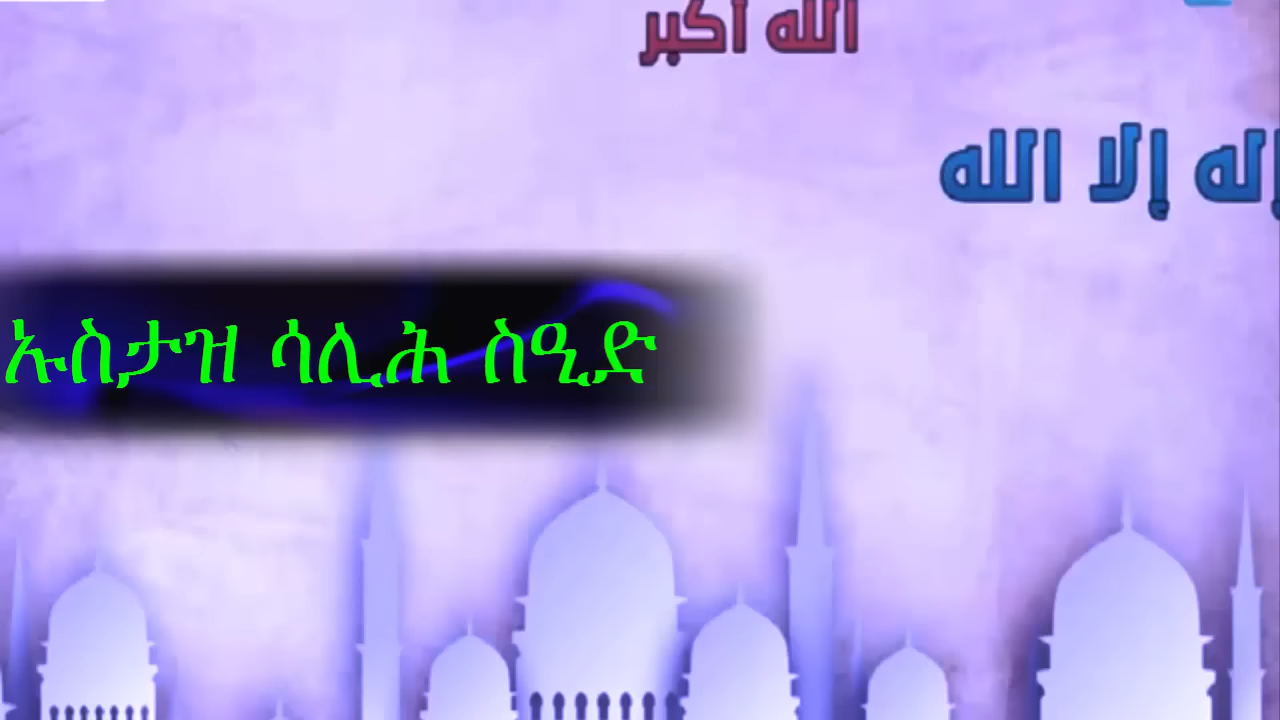 الله أكبر
إله إلا الله
ኡስታዝ ሳሊሕ ስዒድ